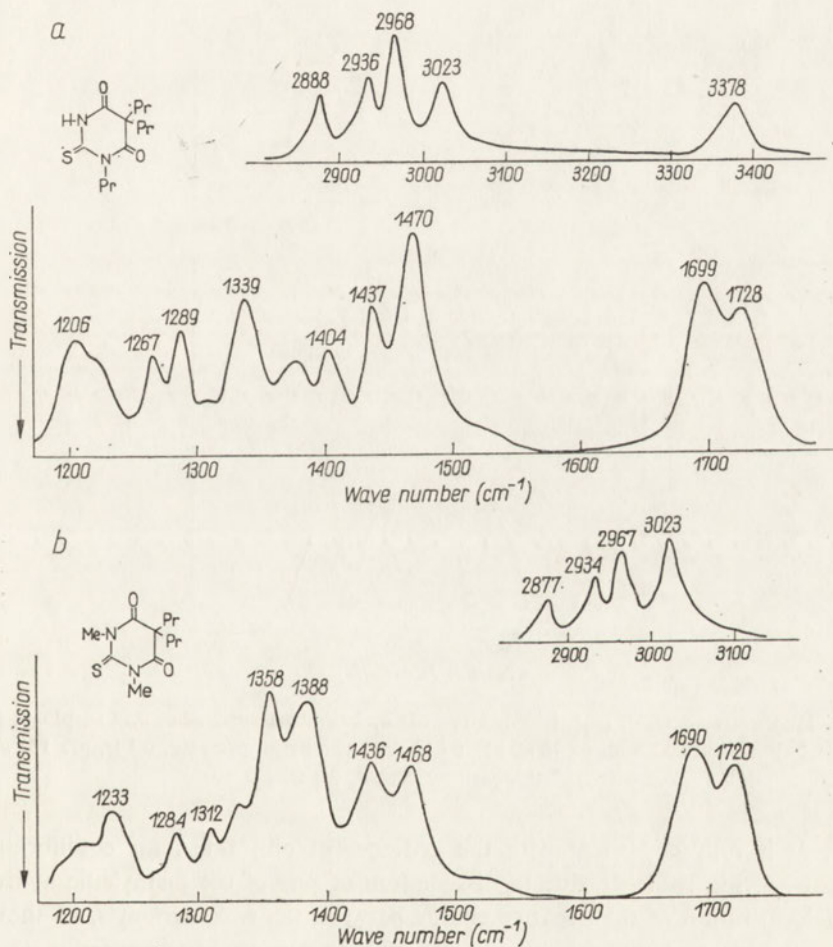 a
2888 2936 2968 3023 3378
O
H-N Pr
Pr
S N O
Pr
2900 3000 3100 3200 3300 3400
Transmission
1206 1267 1289 1339 1404 1437 1470 1699 1728
1200 1300 1400 1500 1600 1700
Wave number (cm⁻¹)
b
2877 2934 2967 3023
O
Me-N Pr
Pr
S N O
Me
2900 3000 3100
Transmission
1233 1284 1312 1358 1388 1436 1468 1690 1720
1200 1300 1400 1500 1600 1700
Wave number (cm⁻¹)